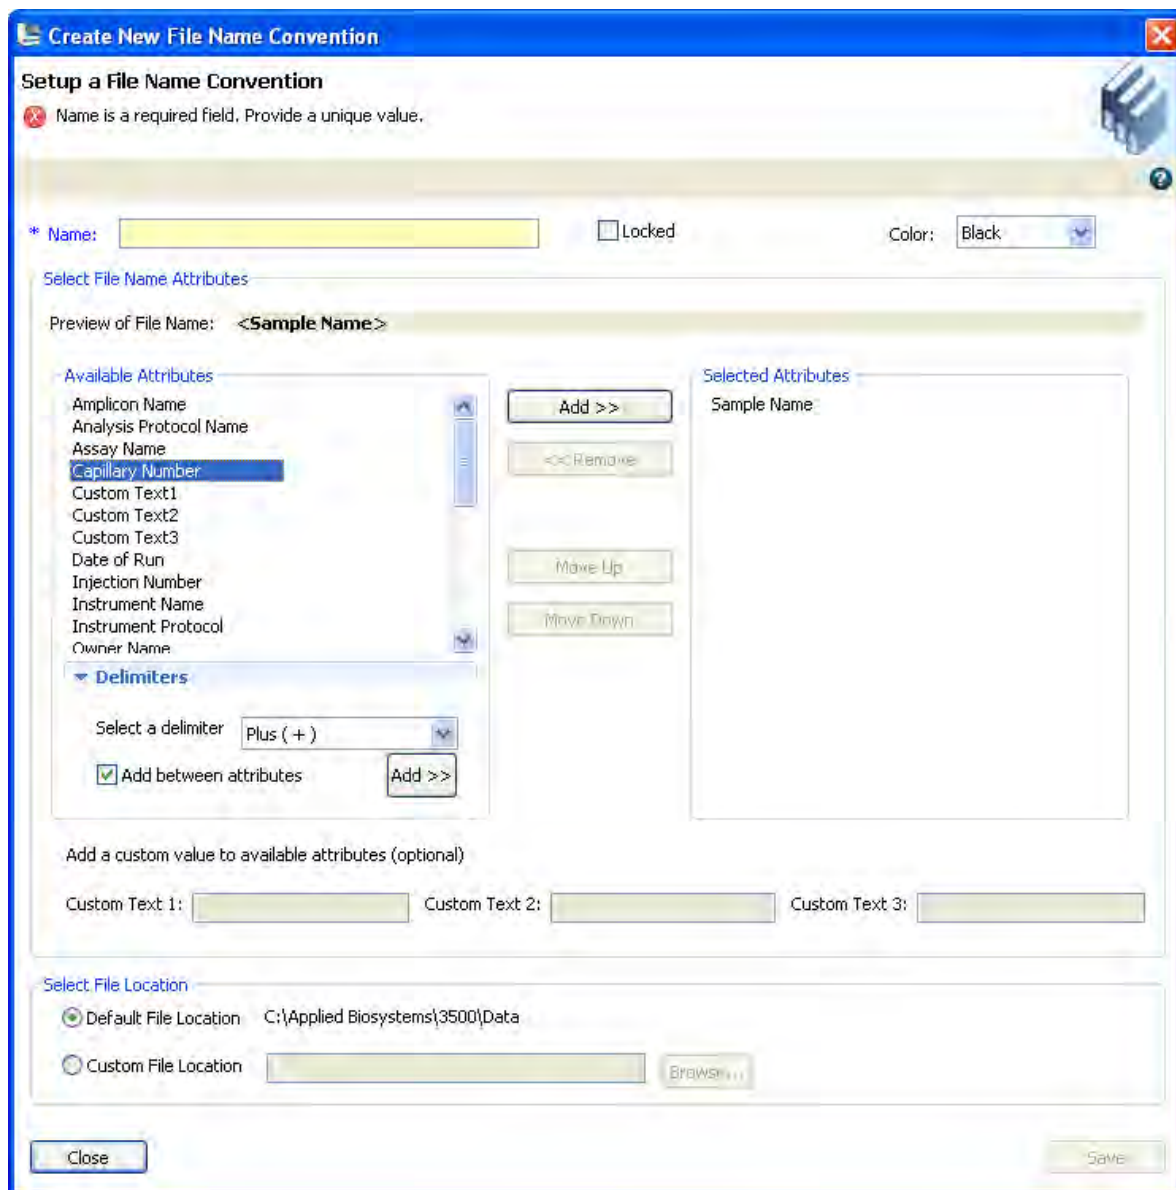 Create New File Name Convention
Setup a File Name Convention
Name is a required field. Provide a unique value.
* Name:
Locked
Color: Black
Select File Name Attributes
Preview of File Name: <Sample Name>
Available Attributes
Amplicon Name
Analysis Protocol Name
Assay Name
Capillary Number
Custom Text1
Custom Text2
Custom Text3
Date of Run
Injection Number
Instrument Name
Instrument Protocol
Owner Name
Add >>
<< Remove
Move Up
Move Down
Selected Attributes
Sample Name
Delimiters
Select a delimiter Plus ( + )
Add between attributes Add >>
Add a custom value to available attributes (optional)
Custom Text 1: Custom Text 2: Custom Text 3:
Select File Location
Default File Location C:\Applied Biosystems\3500\Data
Custom File Location Browse...
Close Save